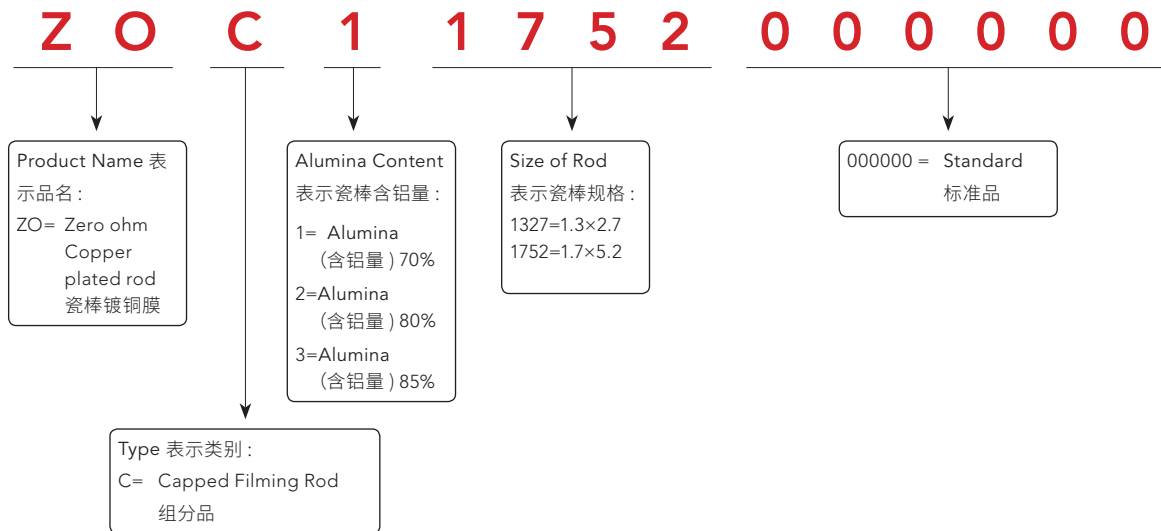 Z O C 1 1 7 5 2 0 0 0 0 0 0
Product Name 表
示品名 :
ZO= Zero ohm
Copper
plated rod
瓷棒镀铜膜
Alumina Content
表示瓷棒含铝量 :
1= Alumina
(含铝量 ) 70%
2=Alumina
(含铝量 ) 80%
3=Alumina
(含铝量 ) 85%
Size of Rod
表示瓷棒规格 :
1327=1.3×2.7
1752=1.7×5.2
000000 = Standard
标准品
Type 表示类别 :
C= Capped Filming Rod
组分品